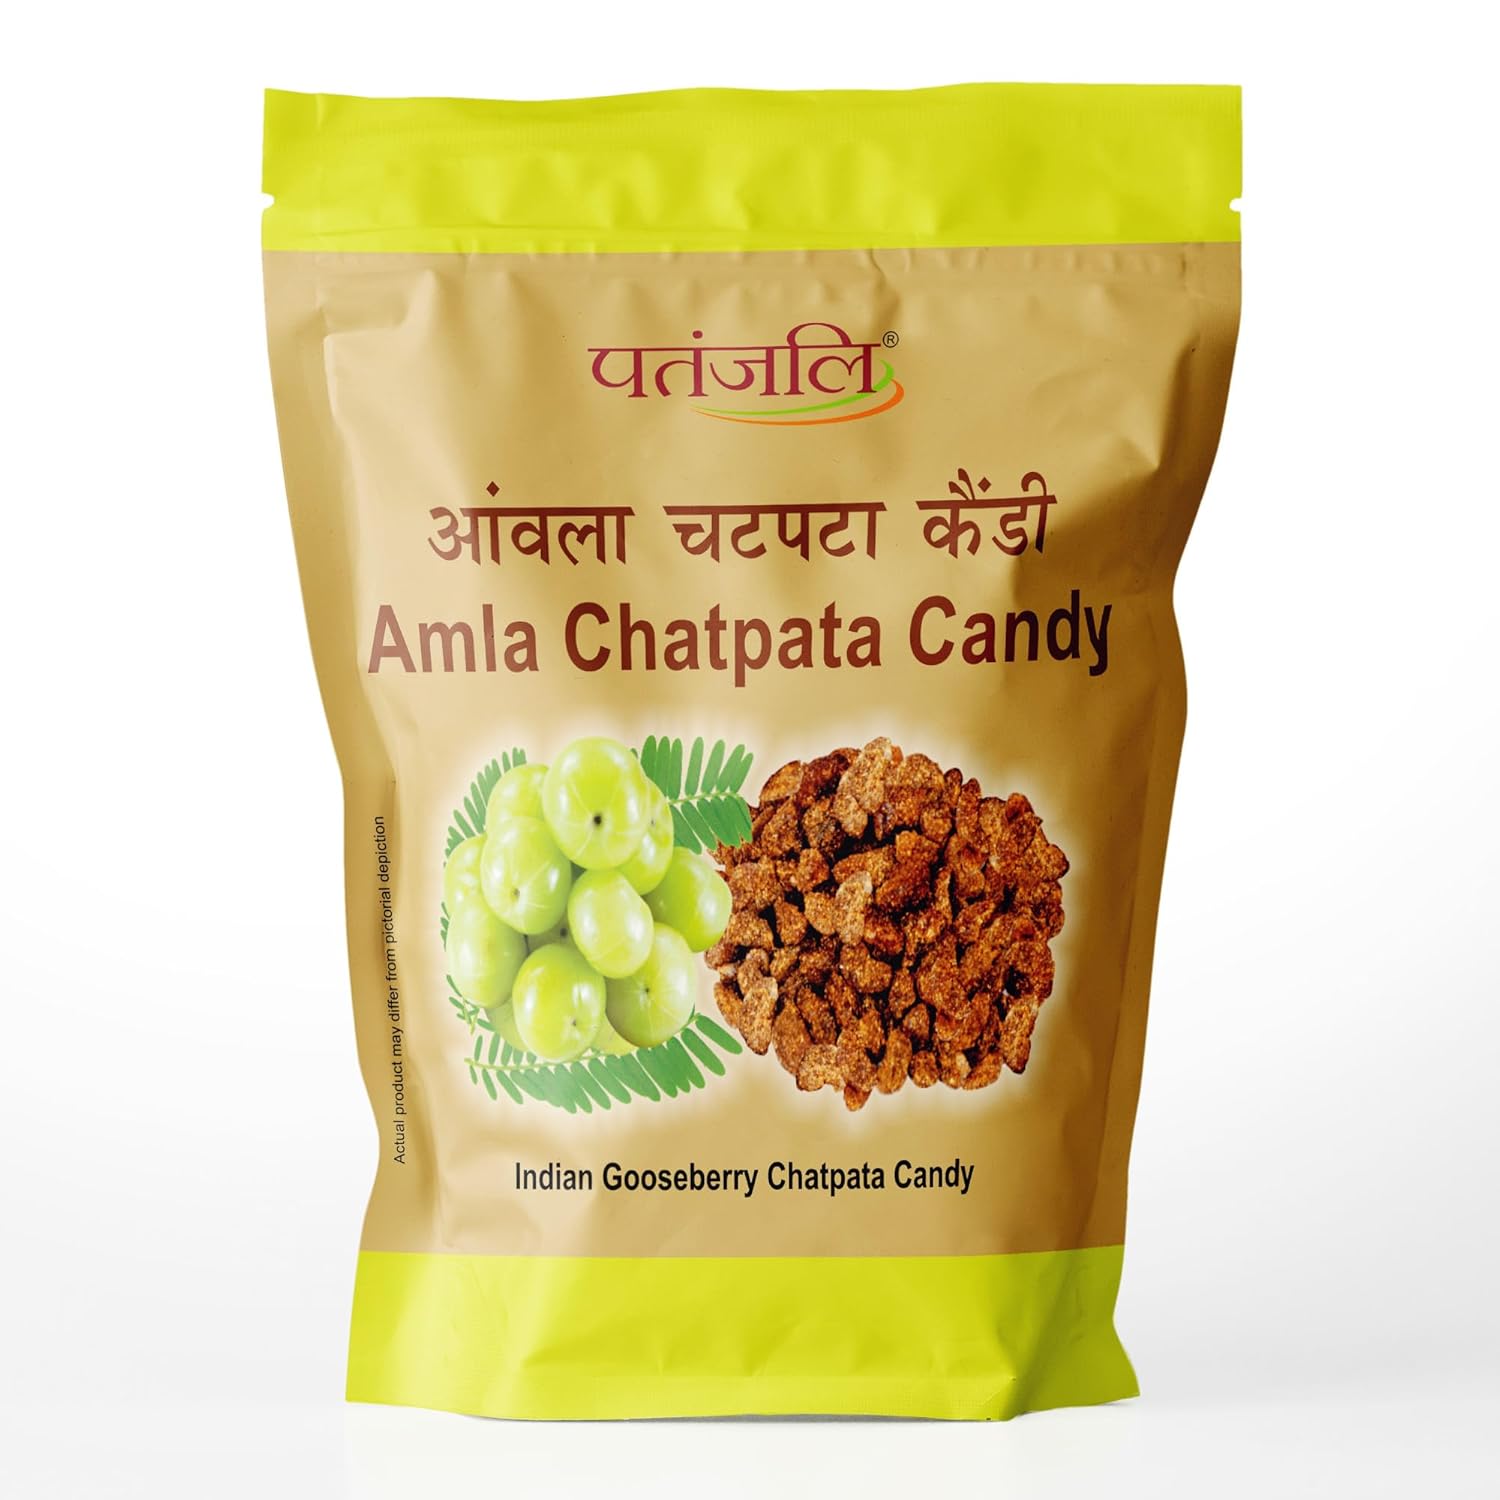 पतंजलि®
आंवला चटपटा कैंडी
Amla Chatpata Candy
Actual product may differ from pictorial depiction
Indian Gooseberry Chatpata Candy